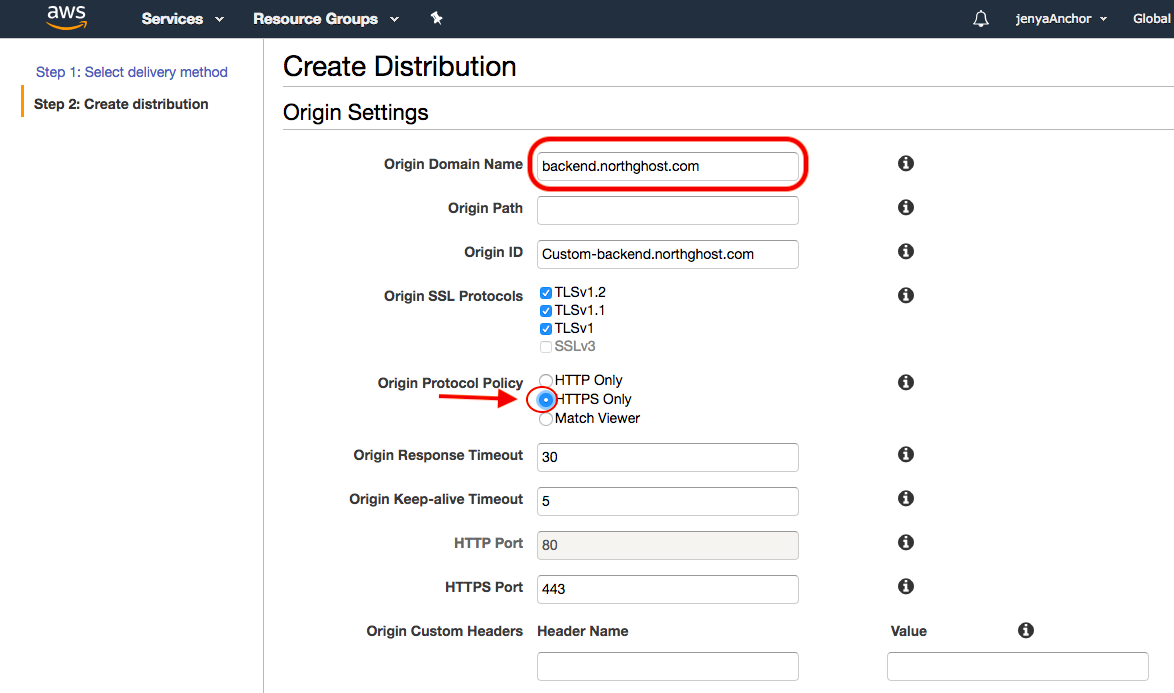 aws Services Resource Groups jenyaAnchor Global
Step 1: Select delivery method
Step 2: Create distribution
Create Distribution
Origin Settings
Origin Domain Name backend.northghost.com
Origin Path
Origin ID Custom-backend.northghost.com
Origin SSL Protocols TLSv1.2
TLSv1.1
TLSv1
SSLv3
Origin Protocol Policy HTTP Only
HTTPS Only
Match Viewer
Origin Response Timeout 30
Origin Keep-alive Timeout 5
HTTP Port 80
HTTPS Port 443
Origin Custom Headers Header Name Value